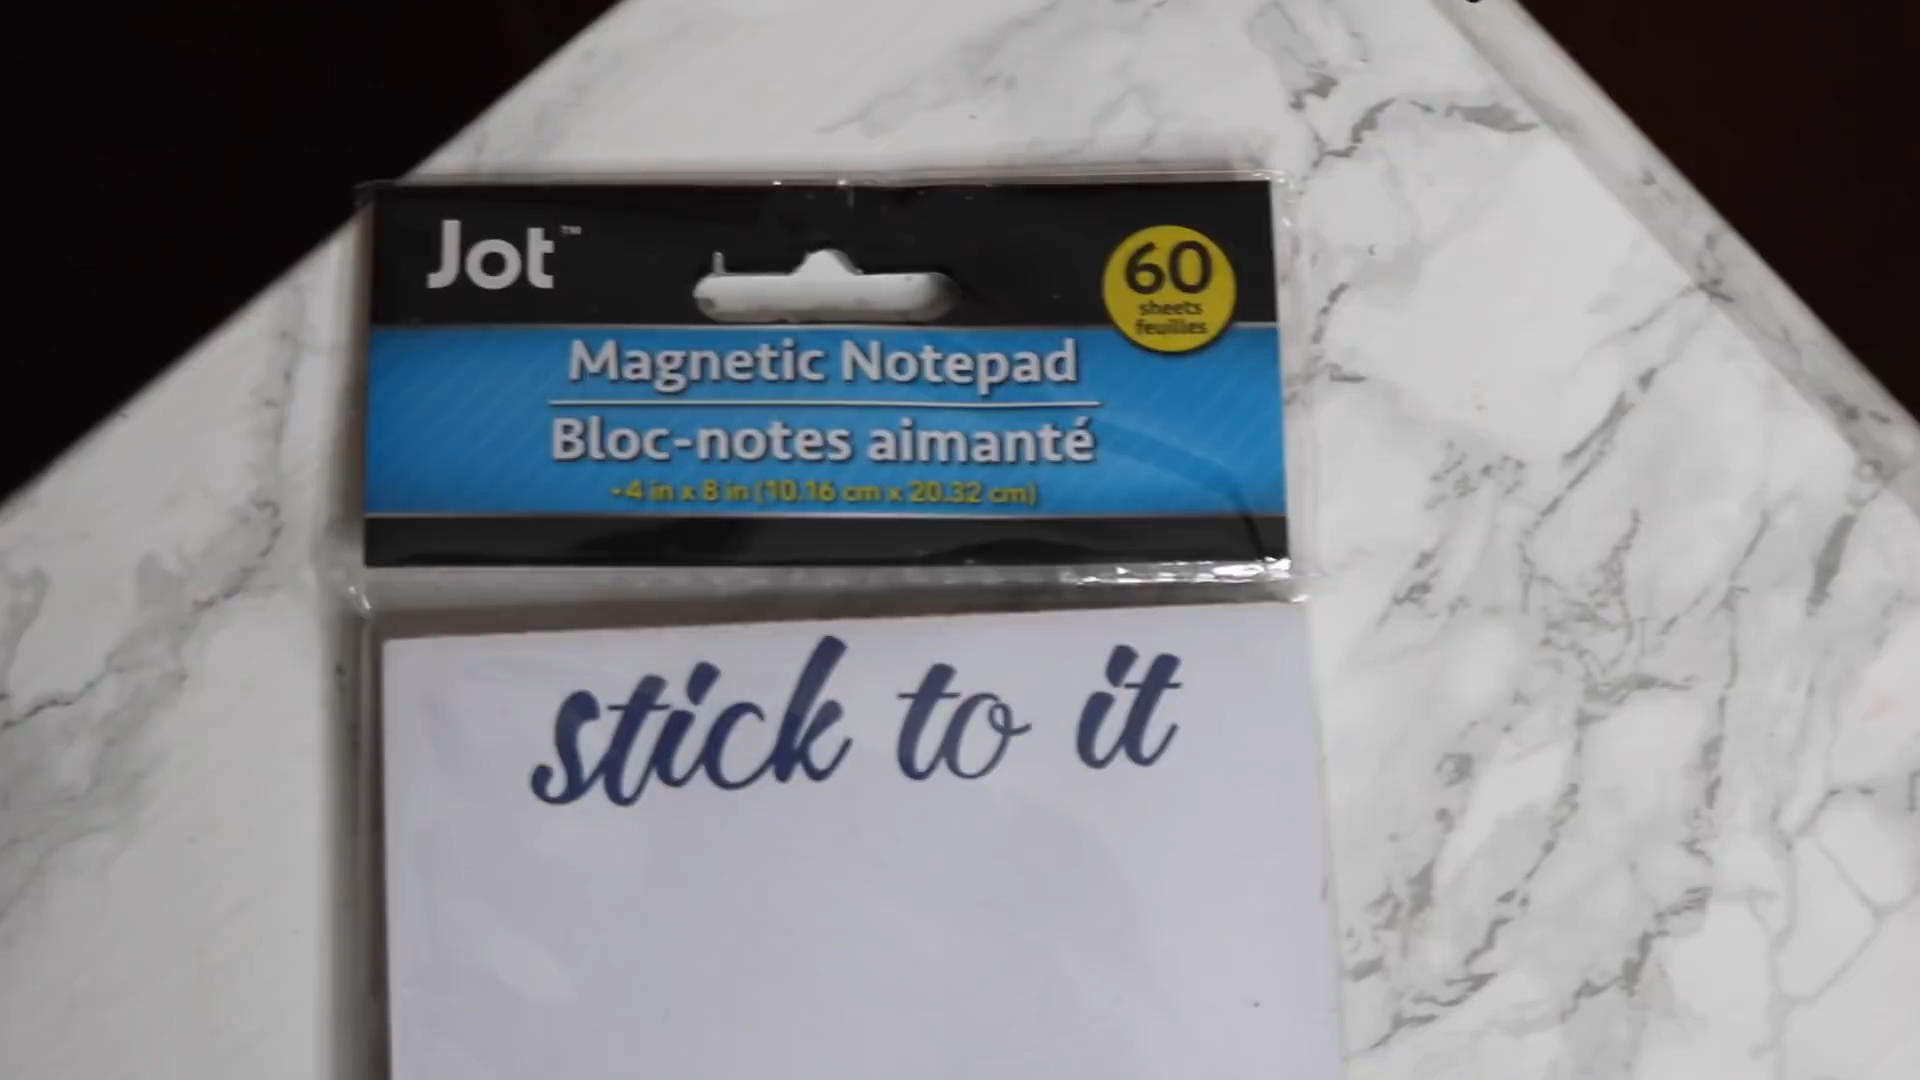 Jot™
60
sheets
feuilles
Magnetic Notepad
Bloc-notes aimanté
•4 in x 8 in (10.16 cm x 20.32 cm)
stick to it